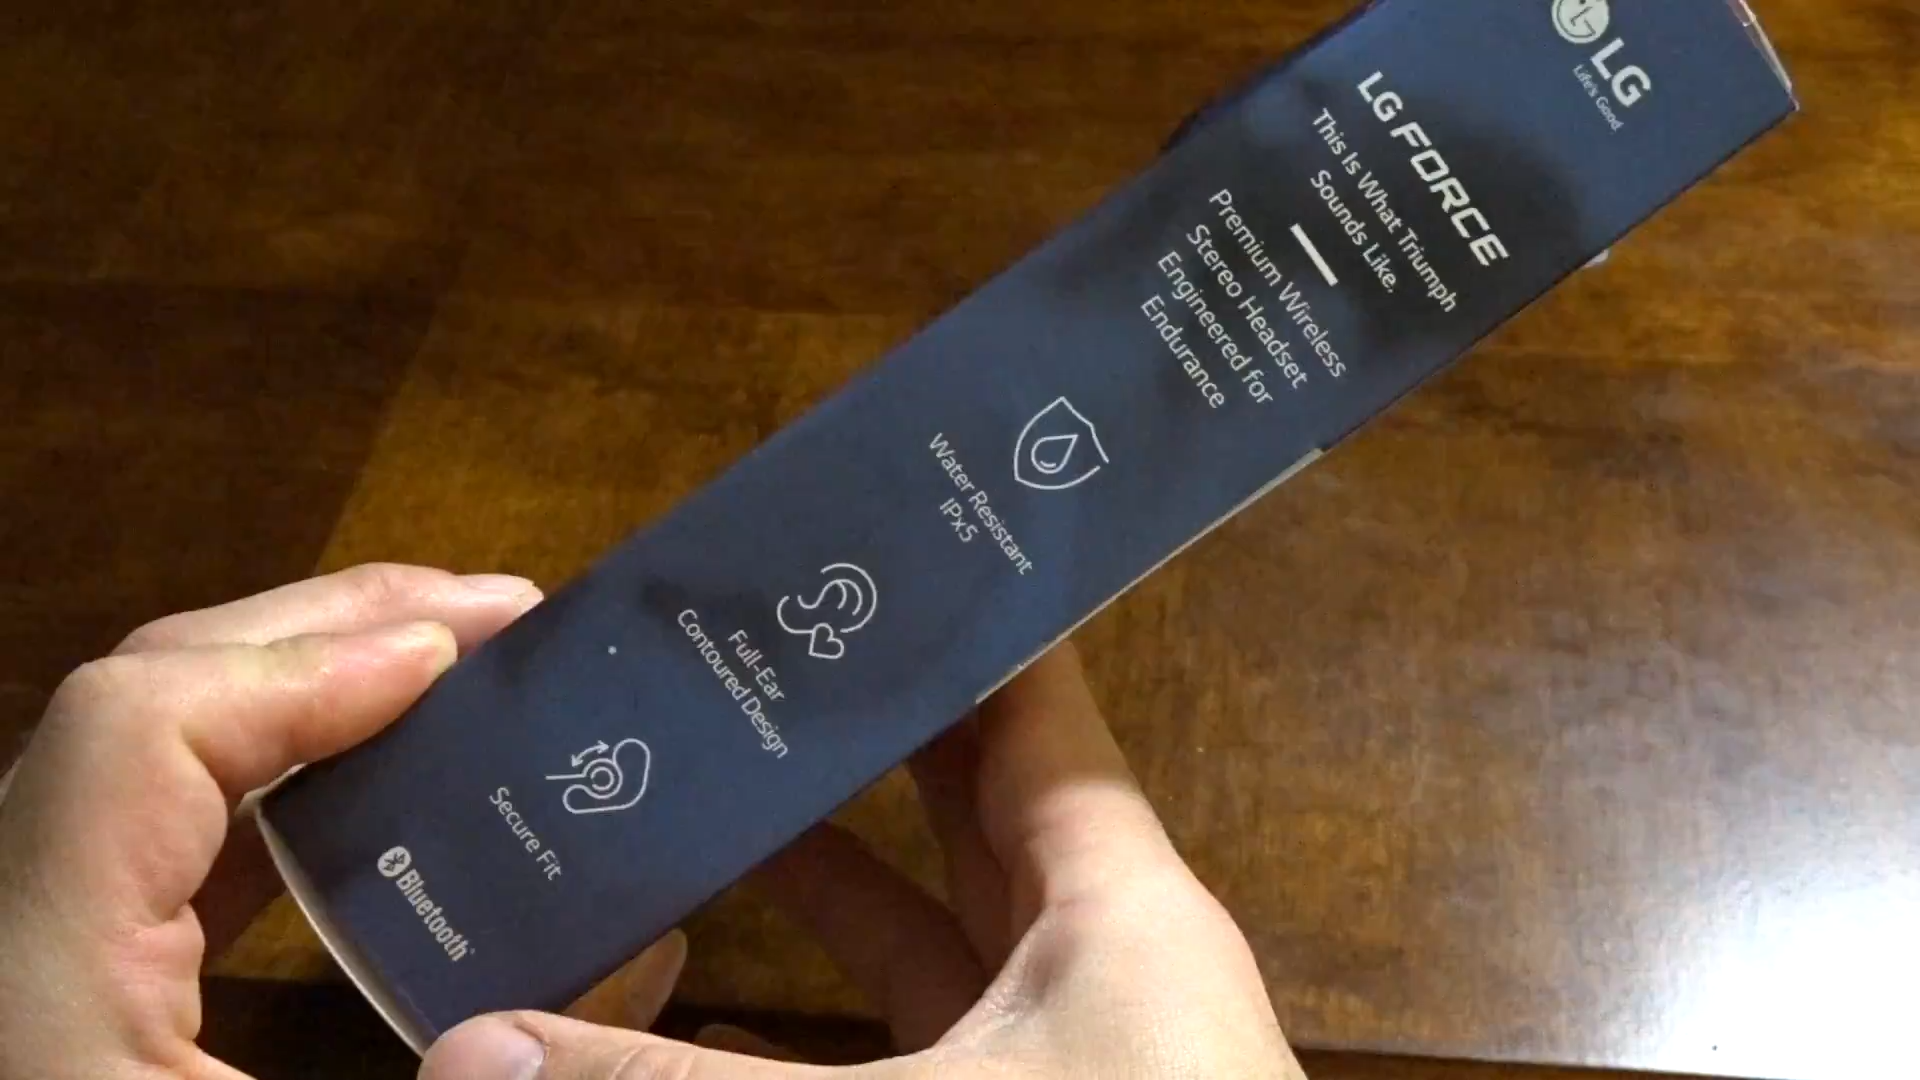 LG
Life's Good
LG FORCE
This Is What Triumph
Sounds Like.
Premium Wireless
Stereo Headset
Engineered for
Endurance
Water Resistant
IPx5
Full-Ear
Contoured Design
Secure Fit
Bluetooth